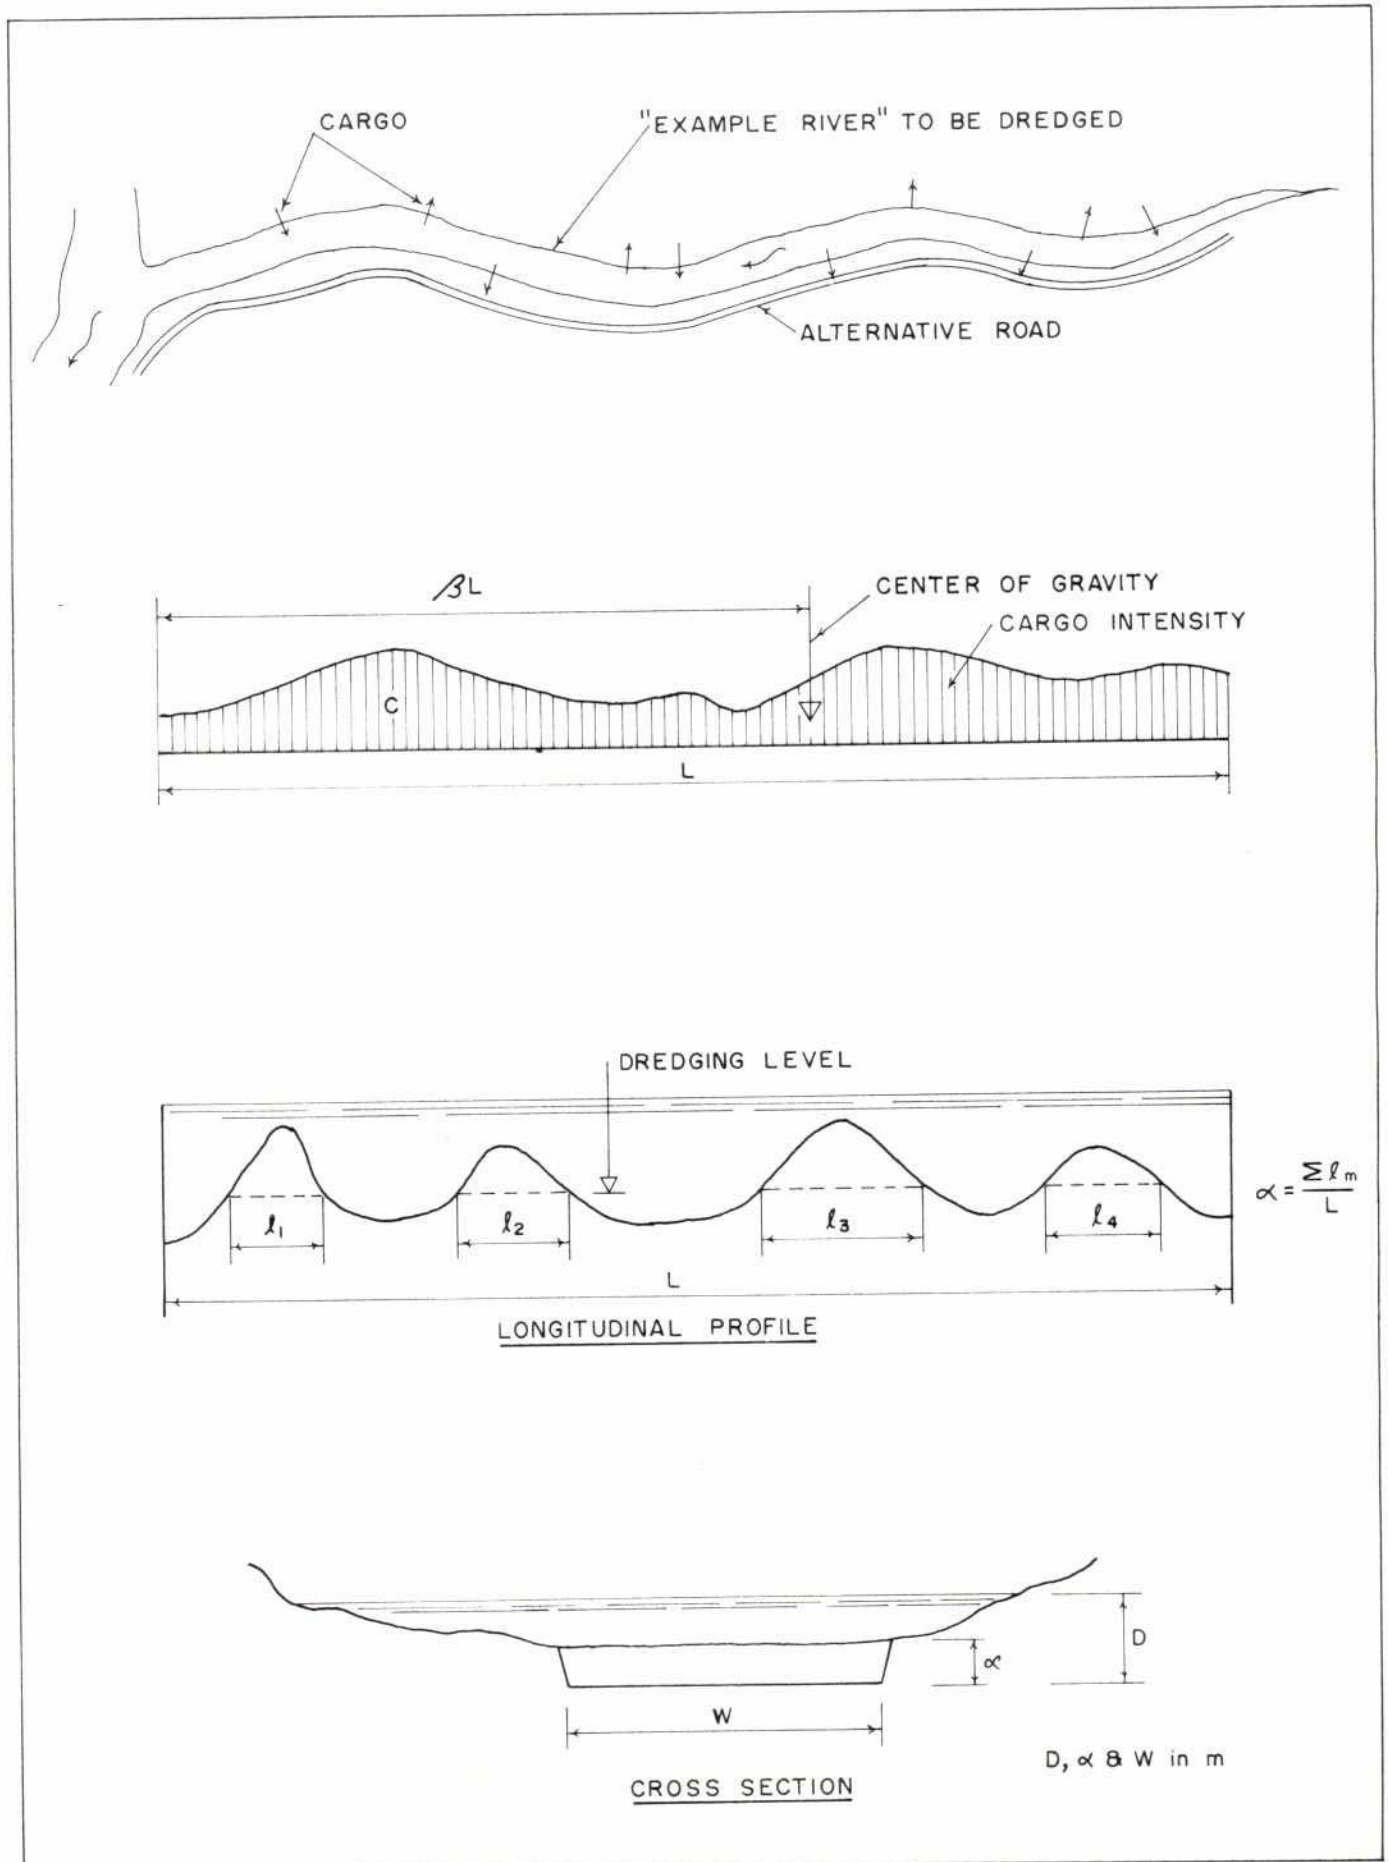 CARGO
"EXAMPLE RIVER" TO BE DREDGED
ALTERNATIVE ROAD
βL
CENTER OF GRAVITY
CARGO INTENSITY
C
L
DREDGING LEVEL
ℓ1
ℓ2
ℓ3
ℓ4
α = Σℓm / L
L
LONGITUDINAL PROFILE
D
α
W
D, α & W in m
CROSS SECTION